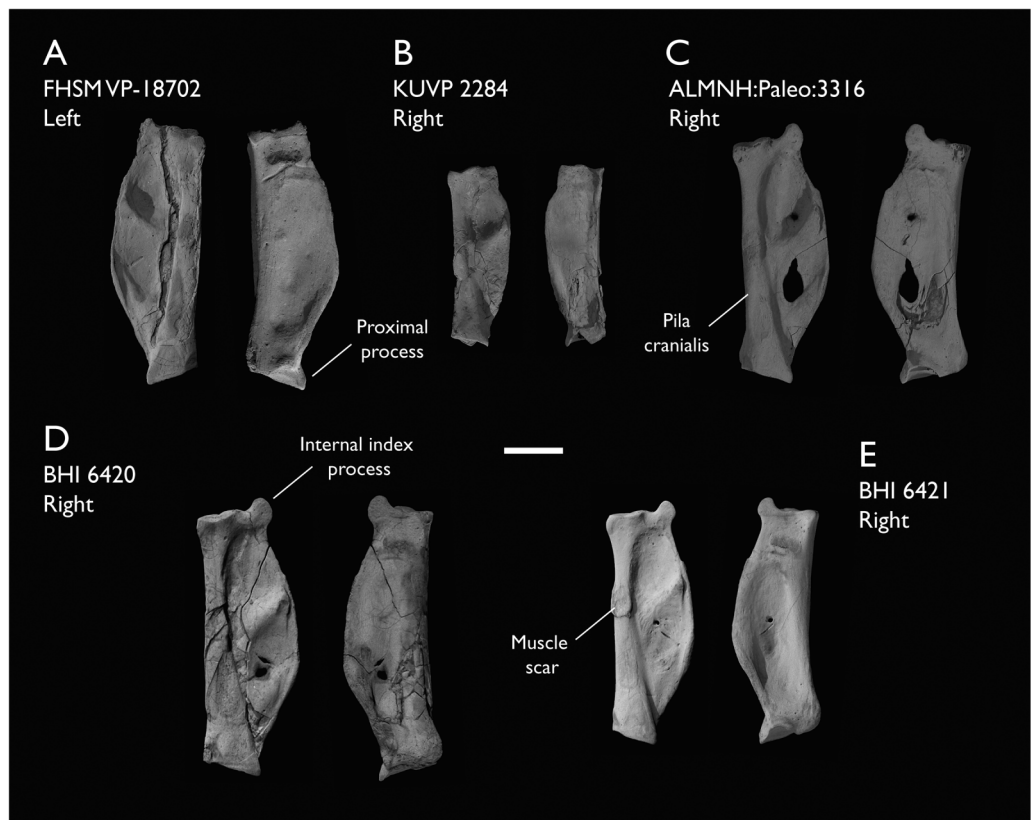 A
FHSM VP-18702
Left
B
KUVP 2284
Right
C
ALMNH:Paleo:3316
Right
Proximal
process
Pila
cranialis
D
BHI 6420
Right
Internal index
process
E
BHI 6421
Right
Muscle
scar